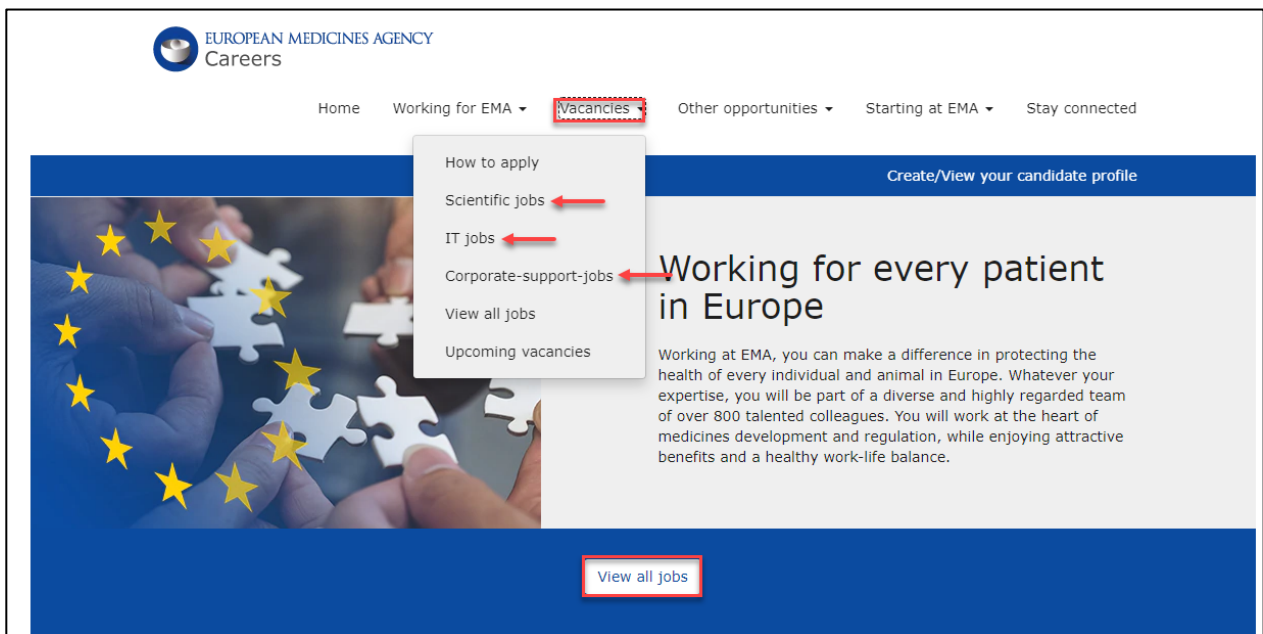 EUROPEAN MEDICINES AGENCY
Careers
Home Working for EMA Vacancies Other opportunities Starting at EMA Stay connected
How to apply
Scientific jobs
IT jobs
Corporate-support-jobs
View all jobs
Upcoming vacancies
Create/View your candidate profile
Working for every patient
in Europe
Working at EMA, you can make a difference in protecting the
health of every individual and animal in Europe. Whatever your
expertise, you will be part of a diverse and highly regarded team
of over 800 talented colleagues. You will work at the heart of
medicines development and regulation, while enjoying attractive
benefits and a healthy work-life balance.
View all jobs